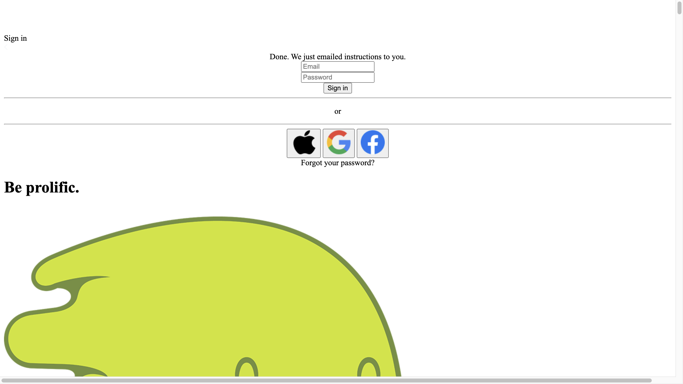 Sign in
Done. We just emailed instructions to you.
Email
Password
Sign in
or
Forgot your password?
Be prolific.